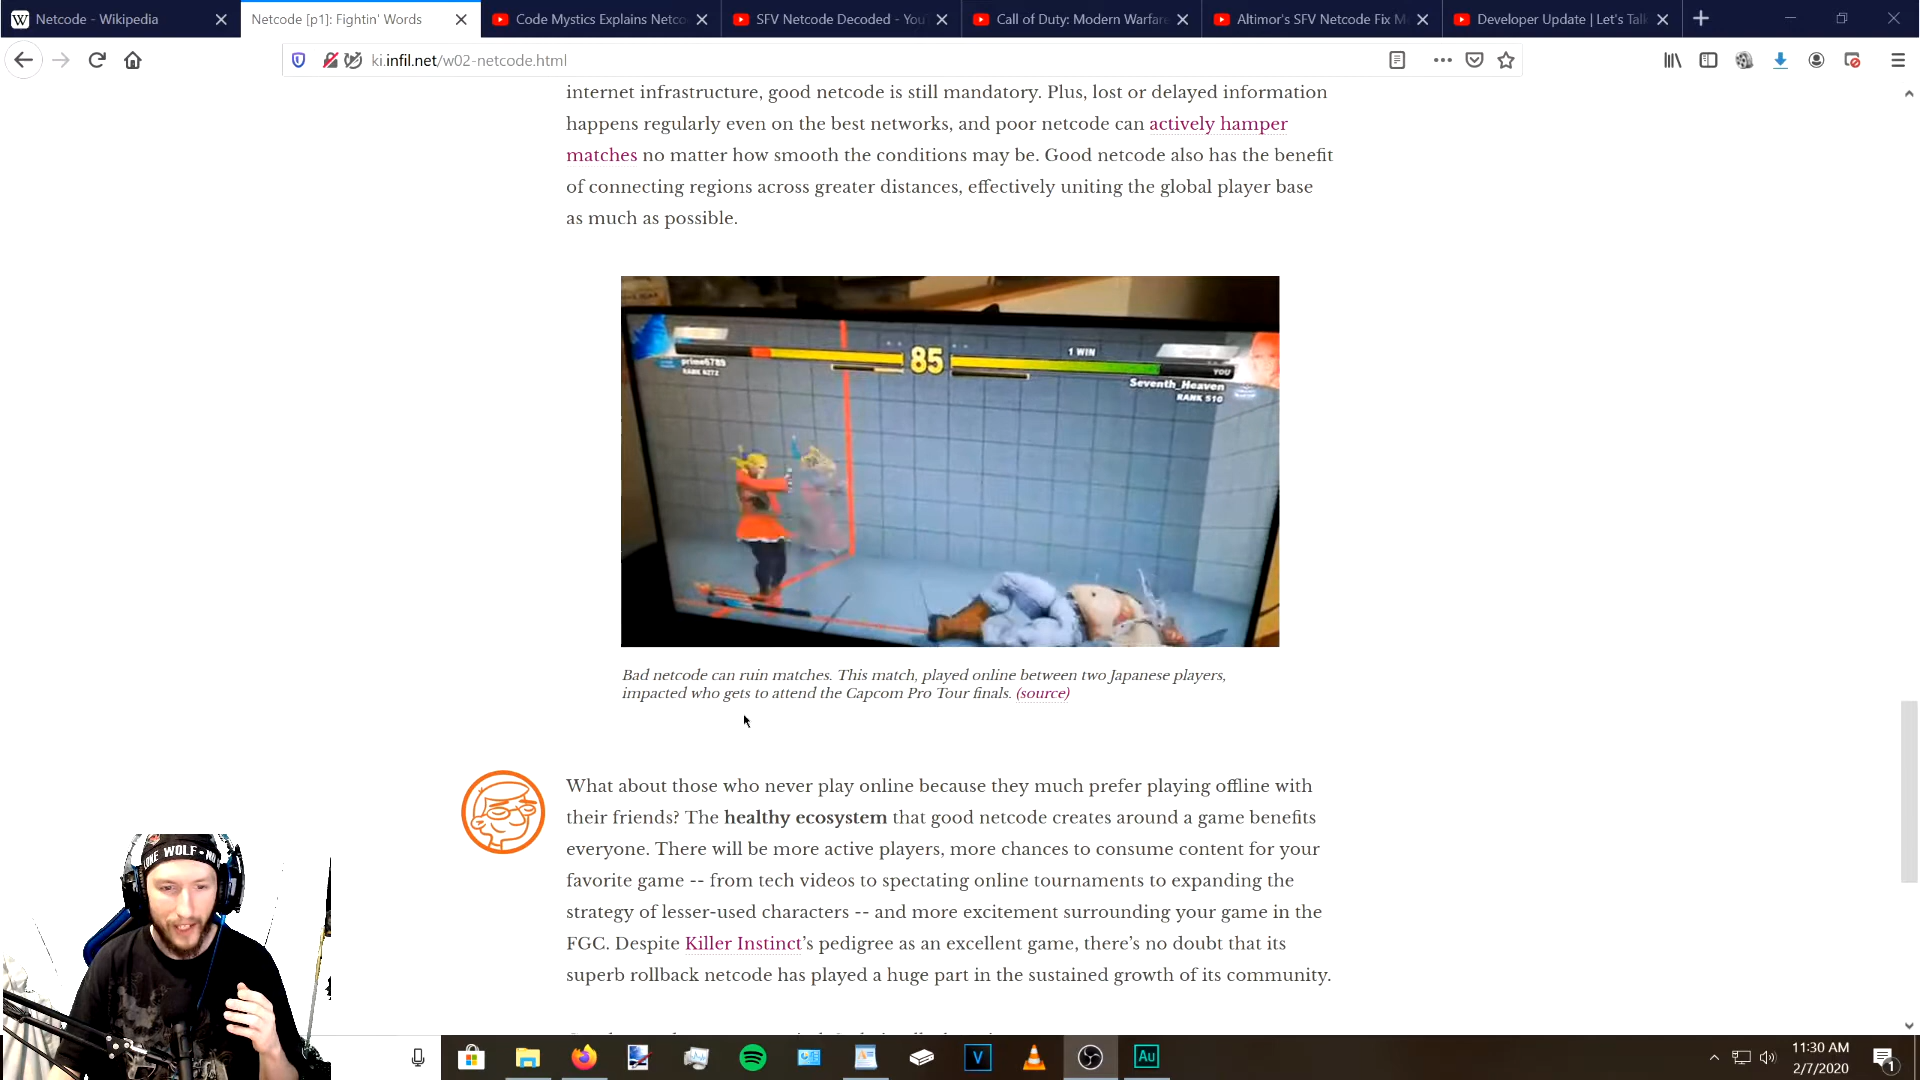 Netcode - Wikipedia
Netcode [p1]: Fightin' Words
Code Mystics Explains Netco
SFV Netcode Decoded - You
Call of Duty: Modern Warfar
Altimor's SFV Netcode Fix M
Developer Update | Let's Tal
ki.infil.net/w02-netcode.html
internet infrastructure, good netcode is still mandatory. Plus, lost or delayed information
happens regularly even on the best networks, and poor netcode can actively hamper
matches no matter how smooth the conditions may be. Good netcode also has the benefit
of connecting regions across greater distances, effectively uniting the global player base
as much as possible.
85
1 WIN
YOU
prime6785
RANK 6272
Seventh_Heaven
RANK 510
Bad netcode can ruin matches. This match, played online between two Japanese players,
impacted who gets to attend the Capcom Pro Tour finals. (source)
What about those who never play online because they much prefer playing offline with
their friends? The healthy ecosystem that good netcode creates around a game benefits
everyone. There will be more active players, more chances to consume content for your
favorite game -- from tech videos to spectating online tournaments to expanding the
strategy of lesser-used characters -- and more excitement surrounding your game in the
FGC. Despite Killer Instinct's pedigree as an excellent game, there's no doubt that its
superb rollback netcode has played a huge part in the sustained growth of its community.
WOLF
V
Au
11:30 AM
2/7/2020
1